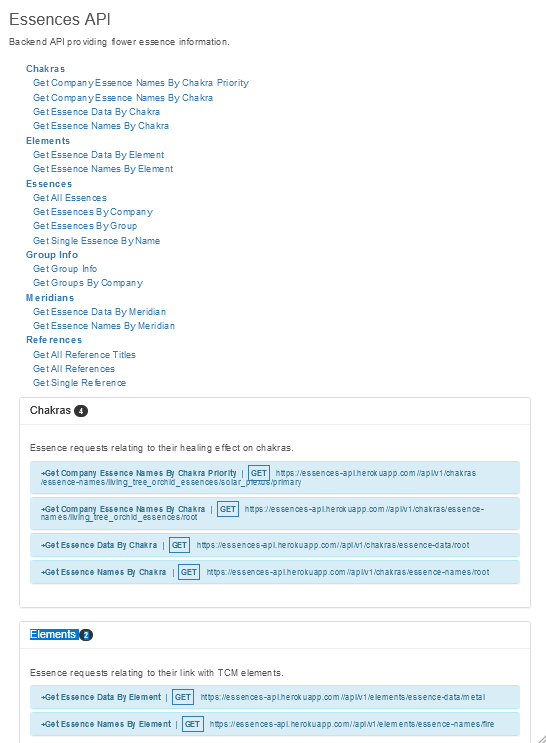 Essences API
Backend API providing flower essence information.
Chakras
Get Company Essence Names By Chakra Priority
Get Company Essence Names By Chakra
Get Essence Data By Chakra
Get Essence Names By Chakra
Elements
Get Essence Data By Element
Get Essence Names By Element
Essences
Get All Essences
Get Essences By Company
Get Essences By Group
Get Single Essence By Name
Group Info
Get Group Info
Get Groups By Company
Meridians
Get Essence Data By Meridian
Get Essence Names By Meridian
References
Get All Reference Titles
Get All References
Get Single Reference
Chakras 4
Essence requests relating to their healing effect on chakras.
+Get Company Essence Names By Chakra Priority | GET https://essences-api.herokuapp.com//api/v1/chakras
/essence-names/living_tree_orchid_essences/solar_plexus/primary
+Get Company Essence Names By Chakra | GET https://essences-api.herokuapp.com//api/v1/chakras/essence-
names/living_tree_orchid_essences/root
+Get Essence Data By Chakra | GET https://essences-api.herokuapp.com//api/v1/chakras/essence-data/root
+Get Essence Names By Chakra | GET https://essences-api.herokuapp.com//api/v1/chakras/essence-names/root
Elements 2
Essence requests relating to their link with TCM elements.
+Get Essence Data By Element | GET https://essences-api.herokuapp.com//api/v1/elements/essence-data/metal
+Get Essence Names By Element | GET https://essences-api.herokuapp.com//api/v1/elements/essence-names/fire